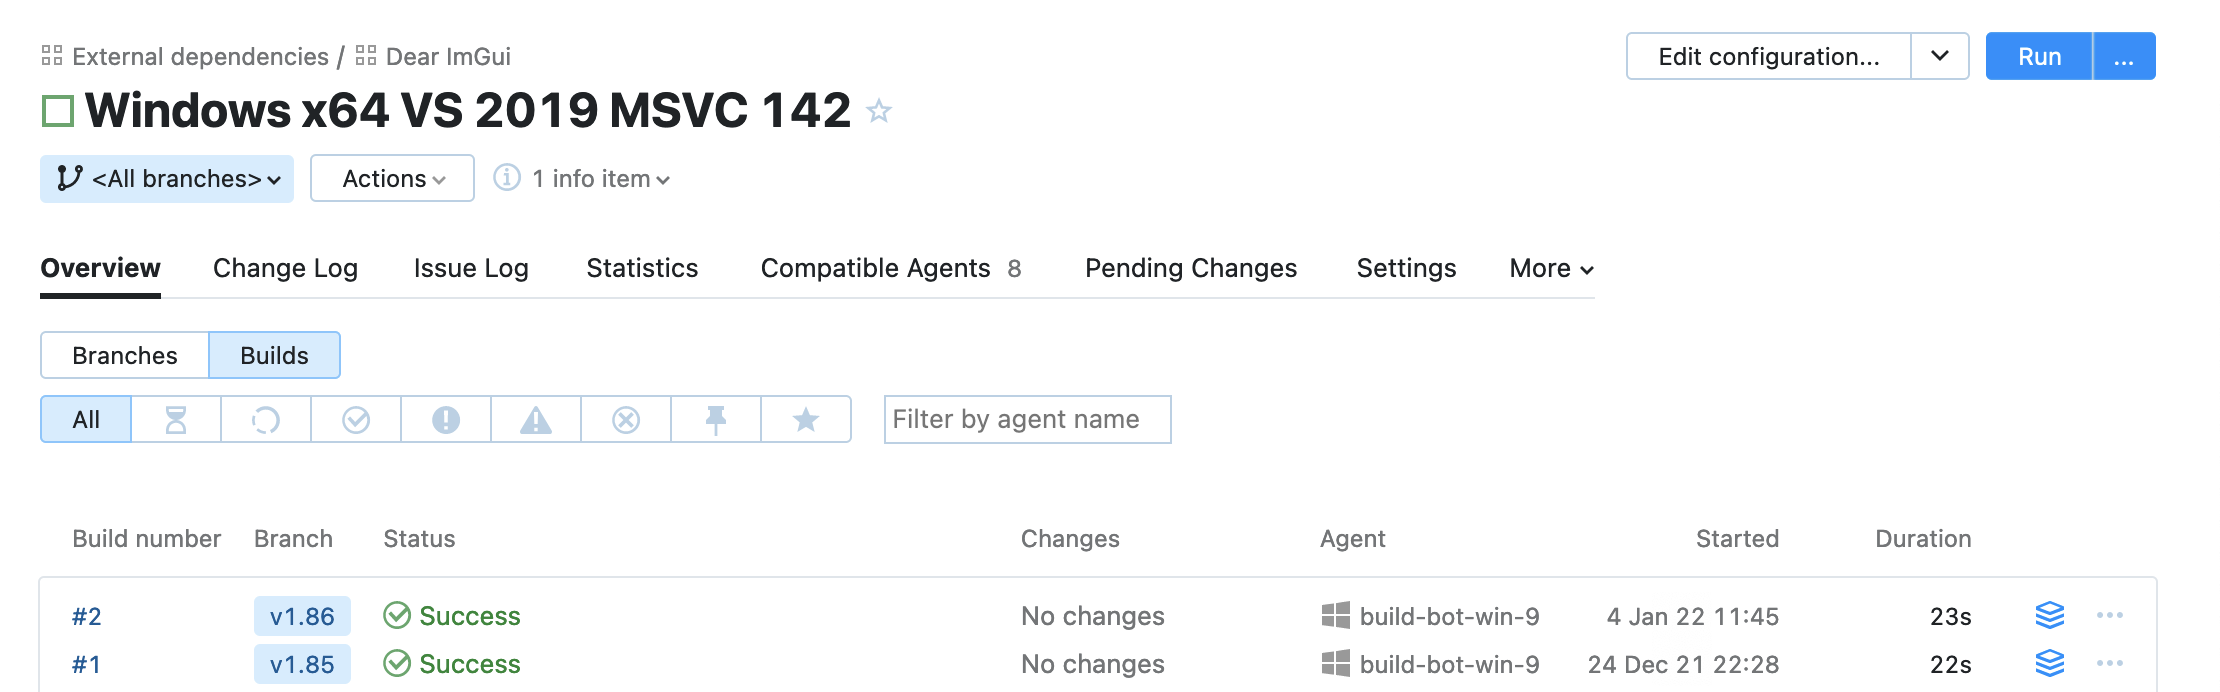 External dependencies / Dear ImGui
Edit configuration...
Run
...
Windows x64 VS 2019 MSVC 142
<All branches>
Actions
1 info item
Overview
Change Log
Issue Log
Statistics
Compatible Agents 8
Pending Changes
Settings
More
Branches
Builds
All
Filter by agent name
Build number Branch Status Changes Agent Started Duration
#2 v1.86 Success No changes build-bot-win-9 4 Jan 22 11:45 23s
#1 v1.85 Success No changes build-bot-win-9 24 Dec 21 22:28 22s